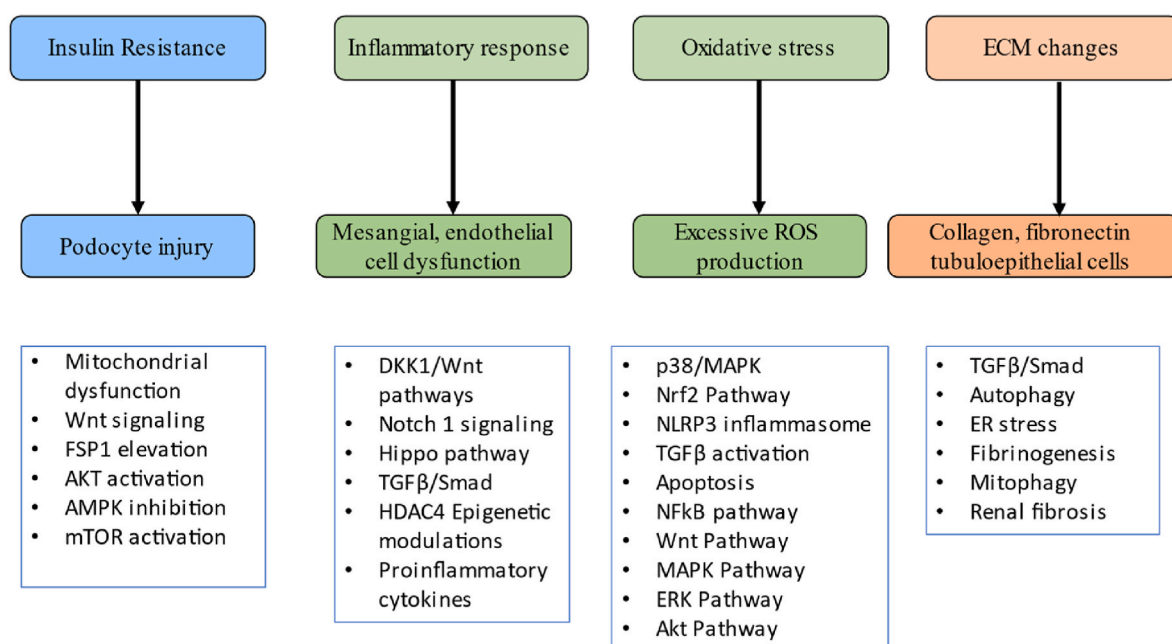 Insulin Resistance
Inflammatory response
Oxidative stress
ECM changes
Podocyte injury
Mesangial, endothelial
cell dysfunction
Excessive ROS
production
Collagen, fibronectin
tubuloepithelial cells
• Mitochondrial
dysfunction
• Wnt signaling
• FSP1 elevation
• AKT activation
• AMPK inhibition
• mTOR activation
• DKK1/Wnt
pathways
• Notch 1 signaling
• Hippo pathway
• TGFβ/Smad
• HDAC4 Epigenetic
modulations
• Proinflammatory
cytokines
• p38/MAPK
• Nrf2 Pathway
• NLRP3 inflammasome
• TGFβ activation
• Apoptosis
• NFkB pathway
• Wnt Pathway
• MAPK Pathway
• ERK Pathway
• Akt Pathway
• TGFβ/Smad
• Autophagy
• ER stress
• Fibrinogenesis
• Mitophagy
• Renal fibrosis